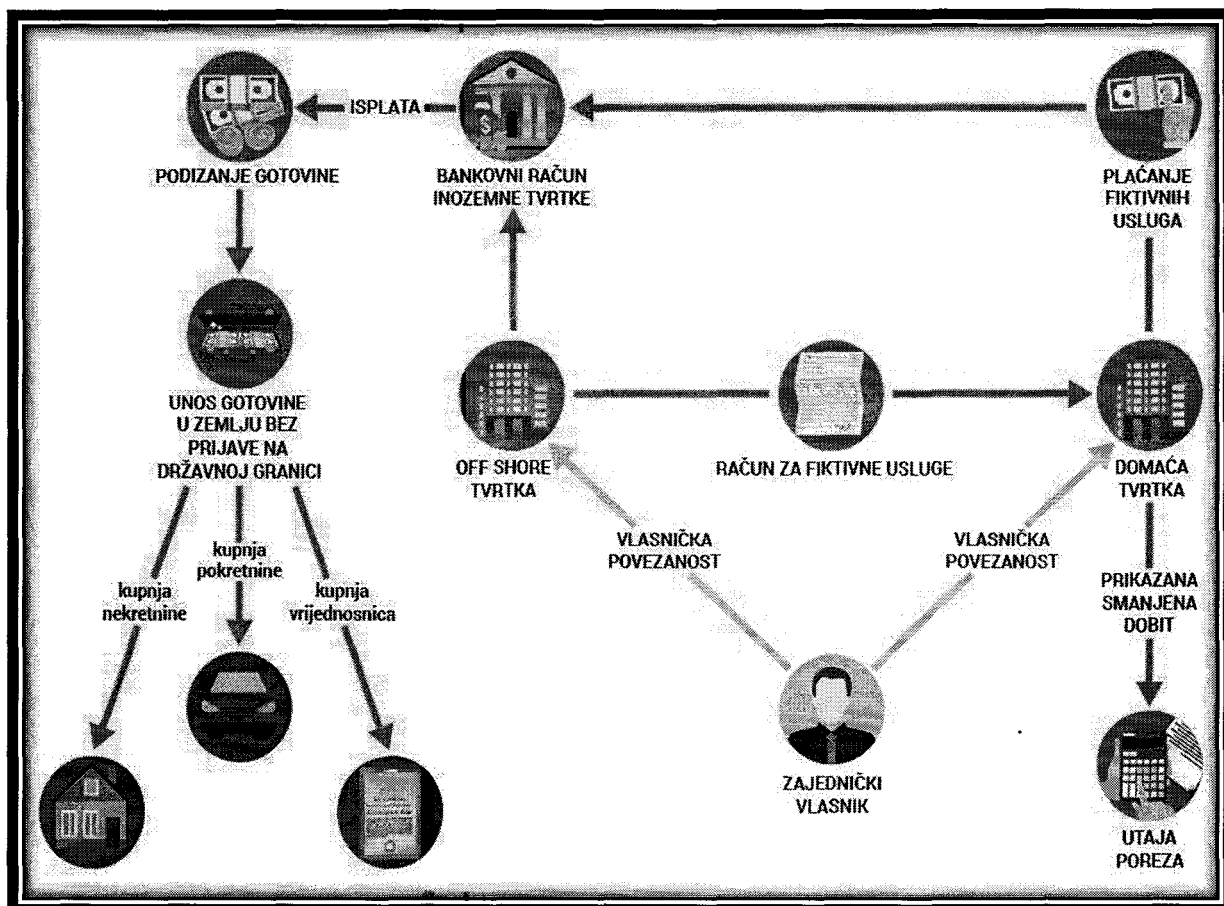 ISPLATA
PODIZANJE GOTOVINE
BANKOVNI RAČUN
INOZEMNE TVRTKE
PLAĆANJE
FIKTIVNIH
USLUGA
UNOS GOTOVINE
U ZEMLJU BEZ
PRIJAVE NA
DRŽAVNOJ GRANICI
OFF SHORE
TVRTKA
RAČUN ZA FIKTIVNE USLUGE
DOMAĆA
TVRTKA
VLASNIČKA
POVEZANOST
VLASNIČKA
POVEZANOST
kupnja
nekretnine
kupnja
pokretnine
kupnja
vrijednosnica
PRIKAZANA
SMANJENA
DOBIT
ZAJEDNIČKI
VLASNIK
UTAJA
POREZA